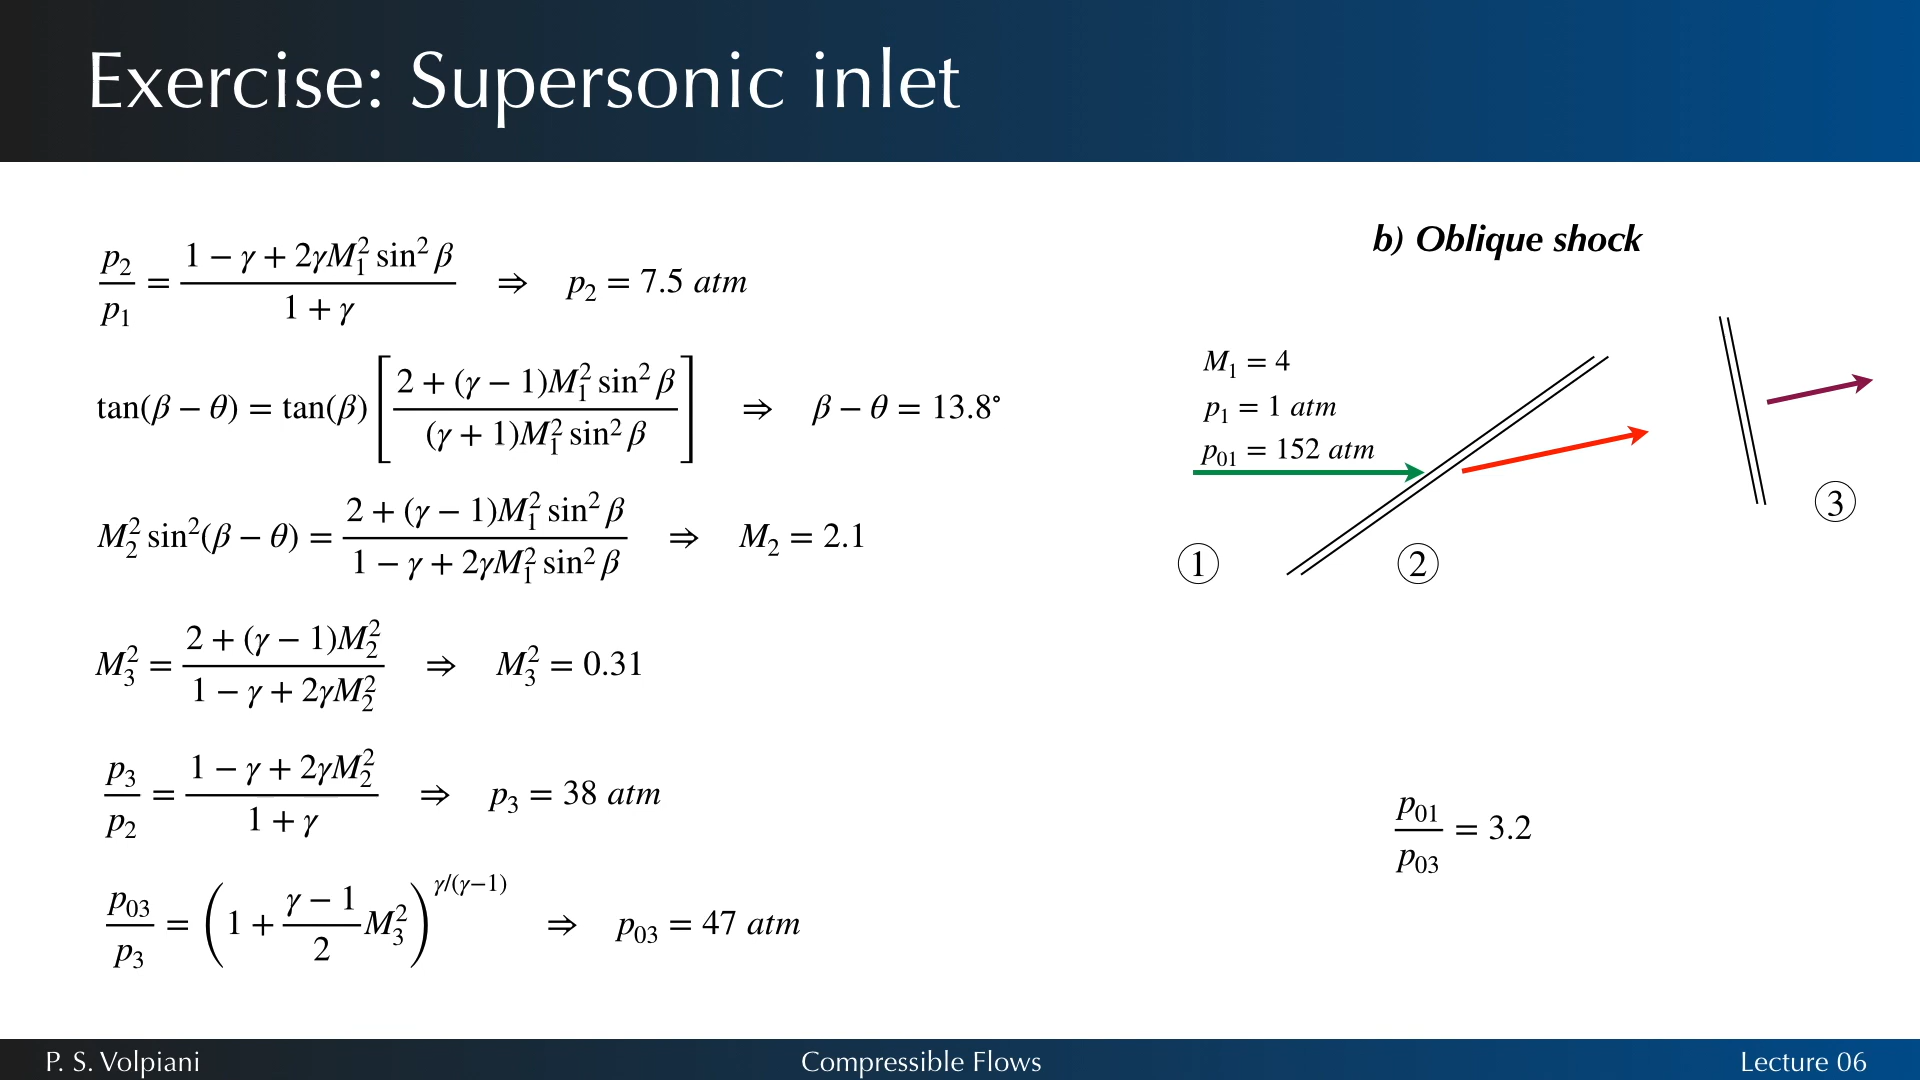 Exercise: Supersonic inlet
p₂/p₁ = (1 − γ + 2γM₁² sin² β)/(1 + γ) ⇒ p₂ = 7.5 atm
tan(β − θ) = tan(β) [(2 + (γ − 1)M₁² sin² β)/((γ + 1)M₁² sin² β)] ⇒ β − θ = 13.8°
M₂² sin²(β − θ) = (2 + (γ − 1)M₁² sin² β)/(1 − γ + 2γM₁² sin² β) ⇒ M₂ = 2.1
M₃² = (2 + (γ − 1)M₂²)/(1 − γ + 2γM₂²) ⇒ M₃² = 0.31
p₃/p₂ = (1 − γ + 2γM₂²)/(1 + γ) ⇒ p₃ = 38 atm
p₀₃/p₃ = (1 + (γ − 1)/2 M₃²)^(γ/(γ−1)) ⇒ p₀₃ = 47 atm
b) Oblique shock
M₁ = 4
p₁ = 1 atm
p₀₁ = 152 atm
①
②
③
p₀₁/p₀₃ = 3.2
P. S. Volpiani
Compressible Flows
Lecture 06